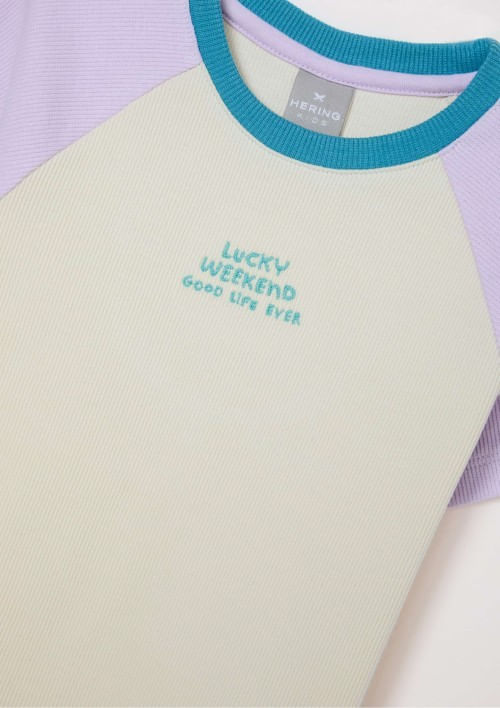 HERING
KIDS
LUCKY
WEEKEND
GOOD LIFE EVER